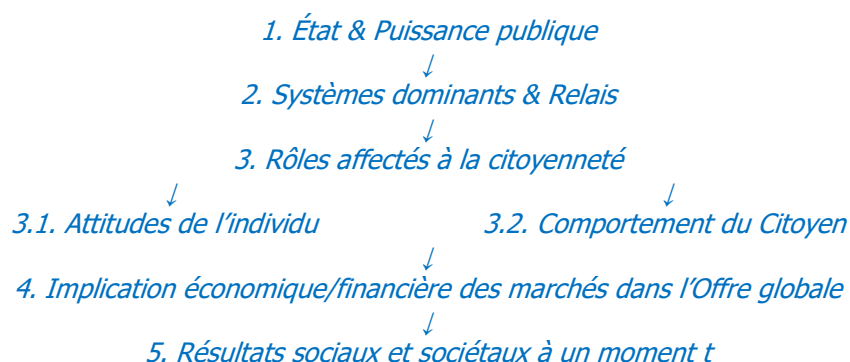 1. État & Puissance publique
↓
2. Systèmes dominants & Relais
↓
3. Rôles affectés à la citoyenneté
↓ ↓
3.1. Attitudes de l’individu 3.2. Comportement du Citoyen
↓
4. Implication économique/financière des marchés dans l’Offre globale
↓
5. Résultats sociaux et sociétaux à un moment t